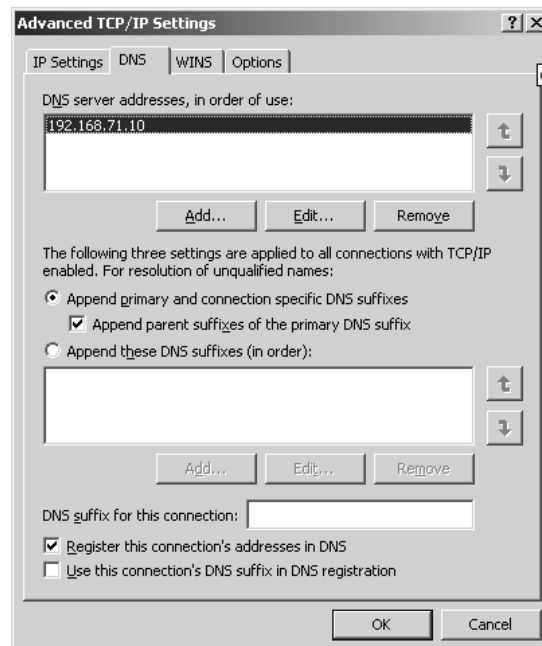 Advanced TCP/IP Settings
IP Settings DNS WINS Options
DNS server addresses, in order of use:
192.168.71.10
Add... Edit... Remove
The following three settings are applied to all connections with TCP/IP
enabled. For resolution of unqualified names:
Append primary and connection specific DNS suffixes
Append parent suffixes of the primary DNS suffix
Append these DNS suffixes (in order):
Add... Edit... Remove
DNS suffix for this connection:
Register this connection's addresses in DNS
Use this connection's DNS suffix in DNS registration
OK Cancel